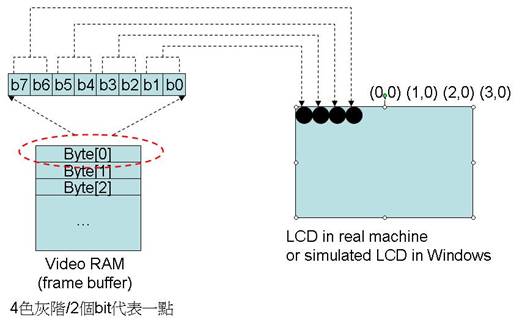 b7 b6 b5 b4 b3 b2 b1 b0
(0,0) (1,0) (2,0) (3,0)
Byte[0]
Byte[1]
Byte[2]
...
Video RAM
(frame buffer)
LCD in real machine
or simulated LCD in Windows
4色灰階/2個bit代表一點